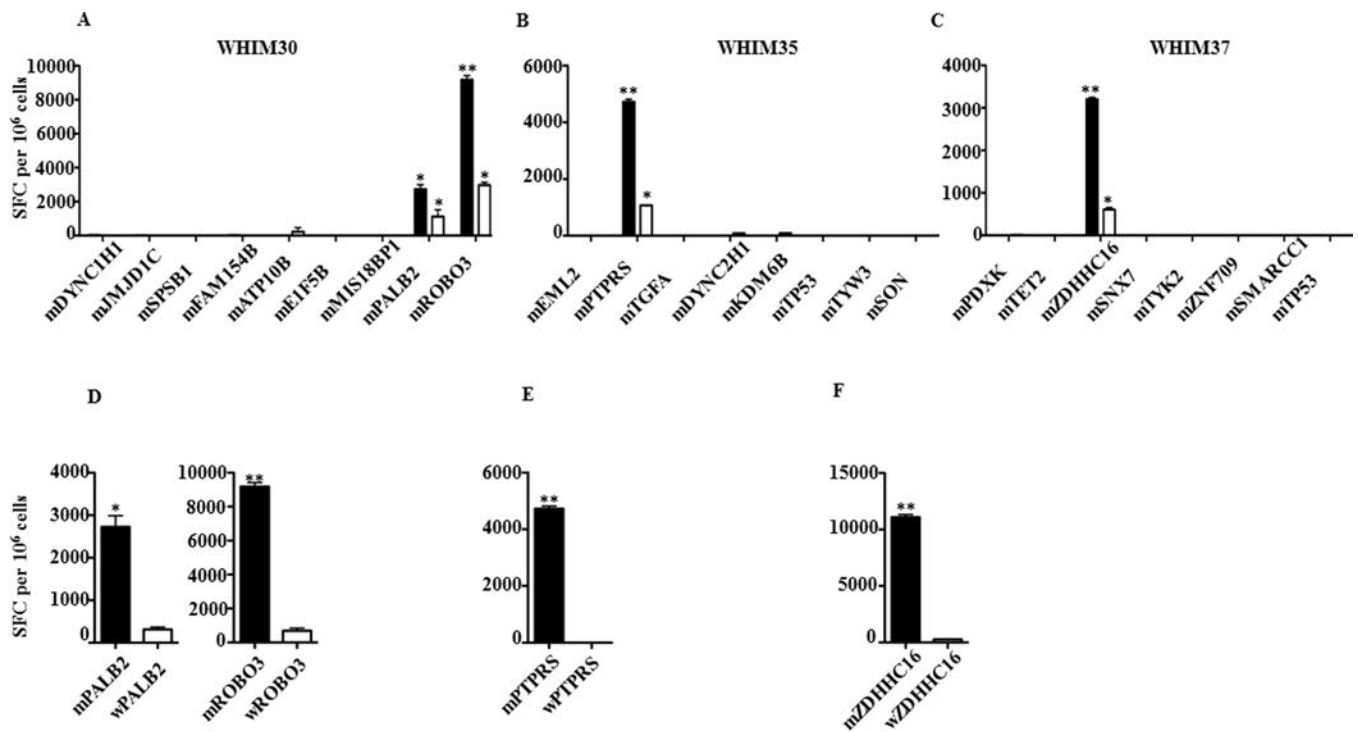 A
B
C
WHIM30
WHIM35
WHIM37
SFC per 10⁶ cells
10000
8000
6000
4000
2000
0
**
*
*
*
mDYNC1H1
mJMJD1C
mSPSB1
mFAM154B
mATP10B
mE1F5B
mMIS18BP1
mPALB2
mROBO3
6000
4000
2000
0
**
*
mEML2
mPTPRS
mTGFA
mDYNC2H1
mKDM6B
mTP53
mTYW3
mSON
4000
3000
2000
1000
0
**
*
mPDXK
mTET2
mZDHHC16
mSNX7
mTYK2
mZNF709
mSMARCC1
mTP53
D
E
F
SFC per 10⁶ cells
4000
3000
2000
1000
0
*
mPALB2
wPALB2
10000
8000
6000
4000
2000
0
**
mROBO3
wROBO3
6000
4000
2000
0
**
mPTPRS
wPTPRS
15000
10000
5000
0
**
mZDHHC16
wZDHHC16